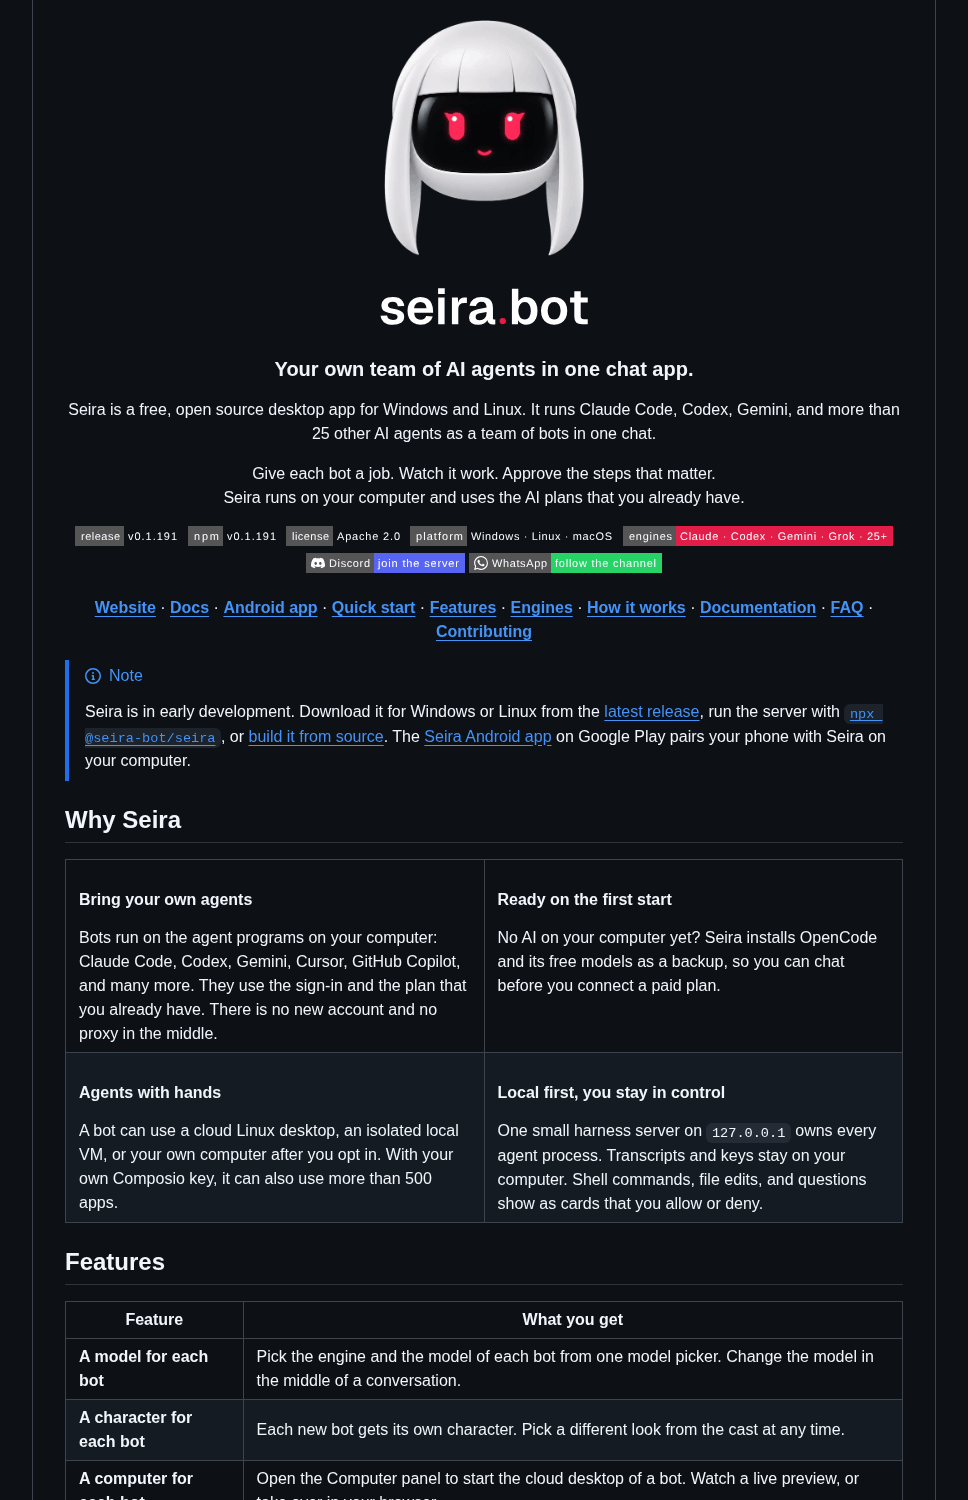 seira.bot
Your own team of AI agents in one chat app.
Seira is a free, open source desktop app for Windows and Linux. It runs Claude Code, Codex, Gemini, and more than
25 other AI agents as a team of bots in one chat.
Give each bot a job. Watch it work. Approve the steps that matter.
Seira runs on your computer and uses the AI plans that you already have.
release v0.1.191 npm v0.1.191 license Apache 2.0 platform Windows · Linux · macOS engines Claude · Codex · Gemini · Grok · 25+
Discord join the server WhatsApp follow the channel
Website · Docs · Android app · Quick start · Features · Engines · How it works · Documentation · FAQ ·
Contributing
Note
Seira is in early development. Download it for Windows or Linux from the latest release, run the server with npx
@seira-bot/seira, or build it from source. The Seira Android app on Google Play pairs your phone with Seira on
your computer.
Why Seira
Bring your own agents
Bots run on the agent programs on your computer:
Claude Code, Codex, Gemini, Cursor, GitHub Copilot,
and many more. They use the sign-in and the plan that
you already have. There is no new account and no
proxy in the middle.
Ready on the first start
No AI on your computer yet? Seira installs OpenCode
and its free models as a backup, so you can chat
before you connect a paid plan.
Agents with hands
A bot can use a cloud Linux desktop, an isolated local
VM, or your own computer after you opt in. With your
own Composio key, it can also use more than 500
apps.
Local first, you stay in control
One small harness server on 127.0.0.1 owns every
agent process. Transcripts and keys stay on your
computer. Shell commands, file edits, and questions
show as cards that you allow or deny.
Features
Feature What you get
A model for each
bot
Pick the engine and the model of each bot from one model picker. Change the model in
the middle of a conversation.
A character for
each bot
Each new bot gets its own character. Pick a different look from the cast at any time.
A computer for
each bot
Open the Computer panel to start the cloud desktop of a bot. Watch a live preview, or
take over in your browser.